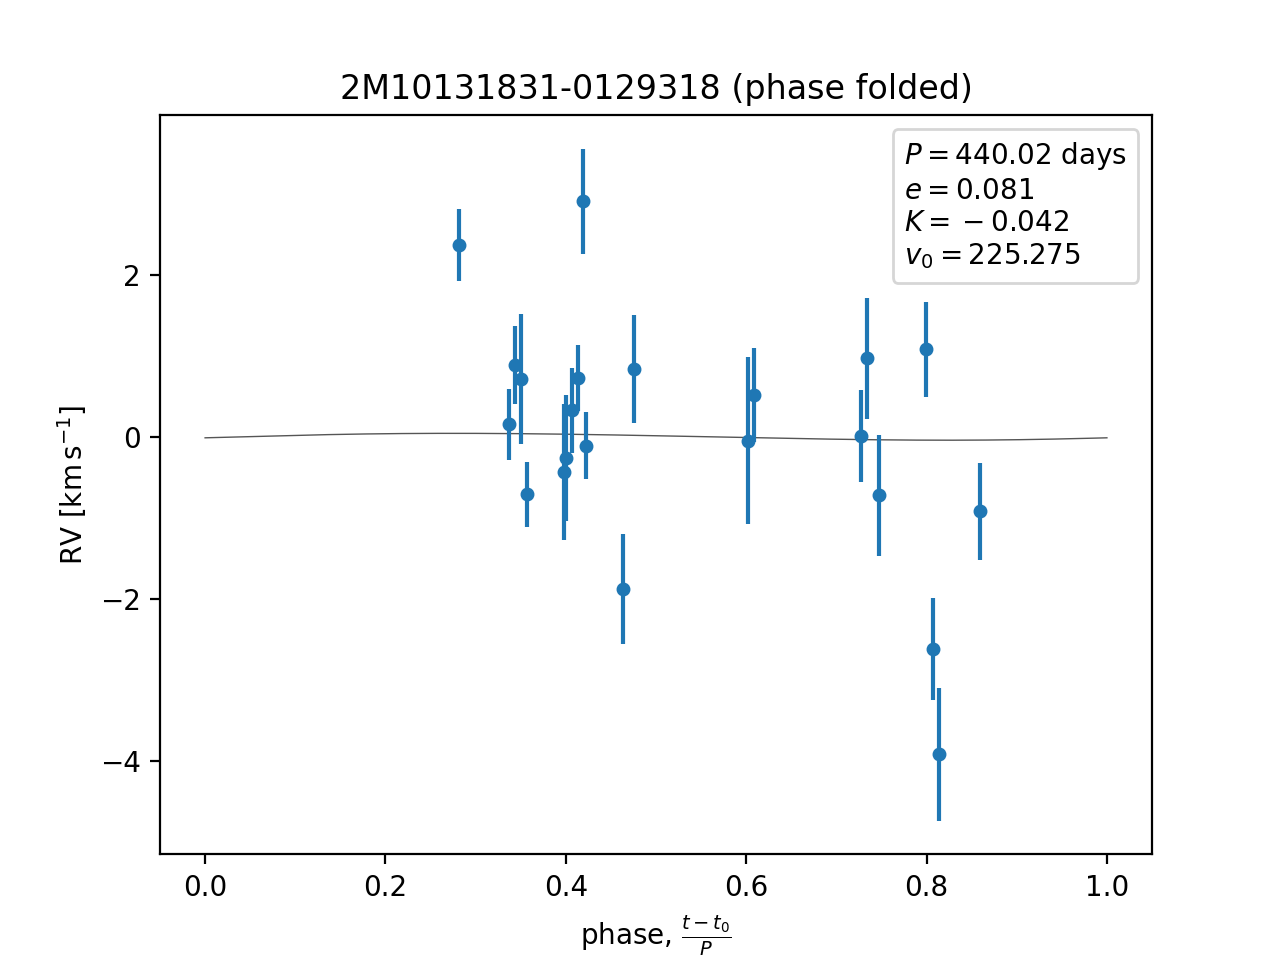 2M10131831-0129318 (phase folded)
P = 440.02 days
e = 0.081
K = −0.042
v₀ = 225.275
RV [km s⁻¹]
2
0
−2
−4
0.0 0.2 0.4 0.6 0.8 1.0
phase, (t − t₀)/P